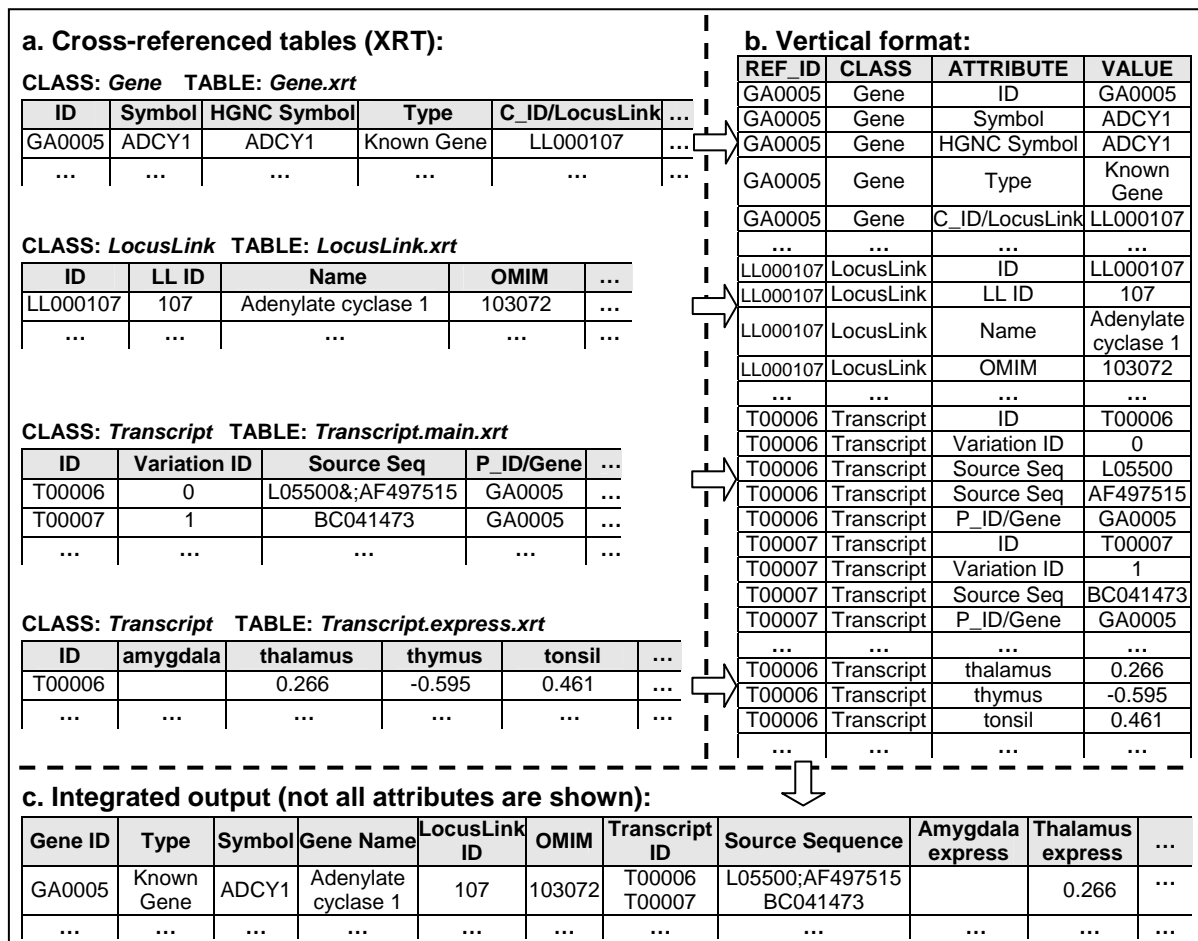 a. Cross-referenced tables (XRT):
CLASS: Gene TABLE: Gene.xrt
ID Symbol HGNC Symbol Type C_ID/LocusLink …
GA0005 ADCY1 ADCY1 Known Gene LL000107 …
… … … … … …
CLASS: LocusLink TABLE: LocusLink.xrt
ID LL ID Name OMIM …
LL000107 107 Adenylate cyclase 1 103072 …
… … … … …
CLASS: Transcript TABLE: Transcript.main.xrt
ID Variation ID Source Seq P_ID/Gene …
T00006 0 L05500&;AF497515 GA0005 …
T00007 1 BC041473 GA0005 …
… … … … …
CLASS: Transcript TABLE: Transcript.express.xrt
ID amygdala thalamus thymus tonsil …
T00006 0.266 -0.595 0.461 …
… … … … … …
b. Vertical format:
REF_ID CLASS ATTRIBUTE VALUE
GA0005 Gene ID GA0005
GA0005 Gene Symbol ADCY1
GA0005 Gene HGNC Symbol ADCY1
GA0005 Gene Type Known
Gene
GA0005 Gene C_ID/LocusLink LL000107
… … … …
LL000107 LocusLink ID LL000107
LL000107 LocusLink LL ID 107
LL000107 LocusLink Name Adenylate
cyclase 1
LL000107 LocusLink OMIM 103072
… … … …
T00006 Transcript ID T00006
T00006 Transcript Variation ID 0
T00006 Transcript Source Seq L05500
T00006 Transcript Source Seq AF497515
T00006 Transcript P_ID/Gene GA0005
T00007 Transcript ID T00007
T00007 Transcript Variation ID 1
T00007 Transcript Source Seq BC041473
T00007 Transcript P_ID/Gene GA0005
… … … …
T00006 Transcript thalamus 0.266
T00006 Transcript thymus -0.595
T00006 Transcript tonsil 0.461
… … … …
c. Integrated output (not all attributes are shown):
Gene ID Type Symbol Gene Name LocusLink OMIM Transcript Source Sequence Amygdala Thalamus …
ID ID express express
GA0005 Known ADCY1 Adenylate 107 103072 T00006 L05500;AF497515 0.266 …
Gene cyclase 1 T00007 BC041473
… … … … … … … … … … …